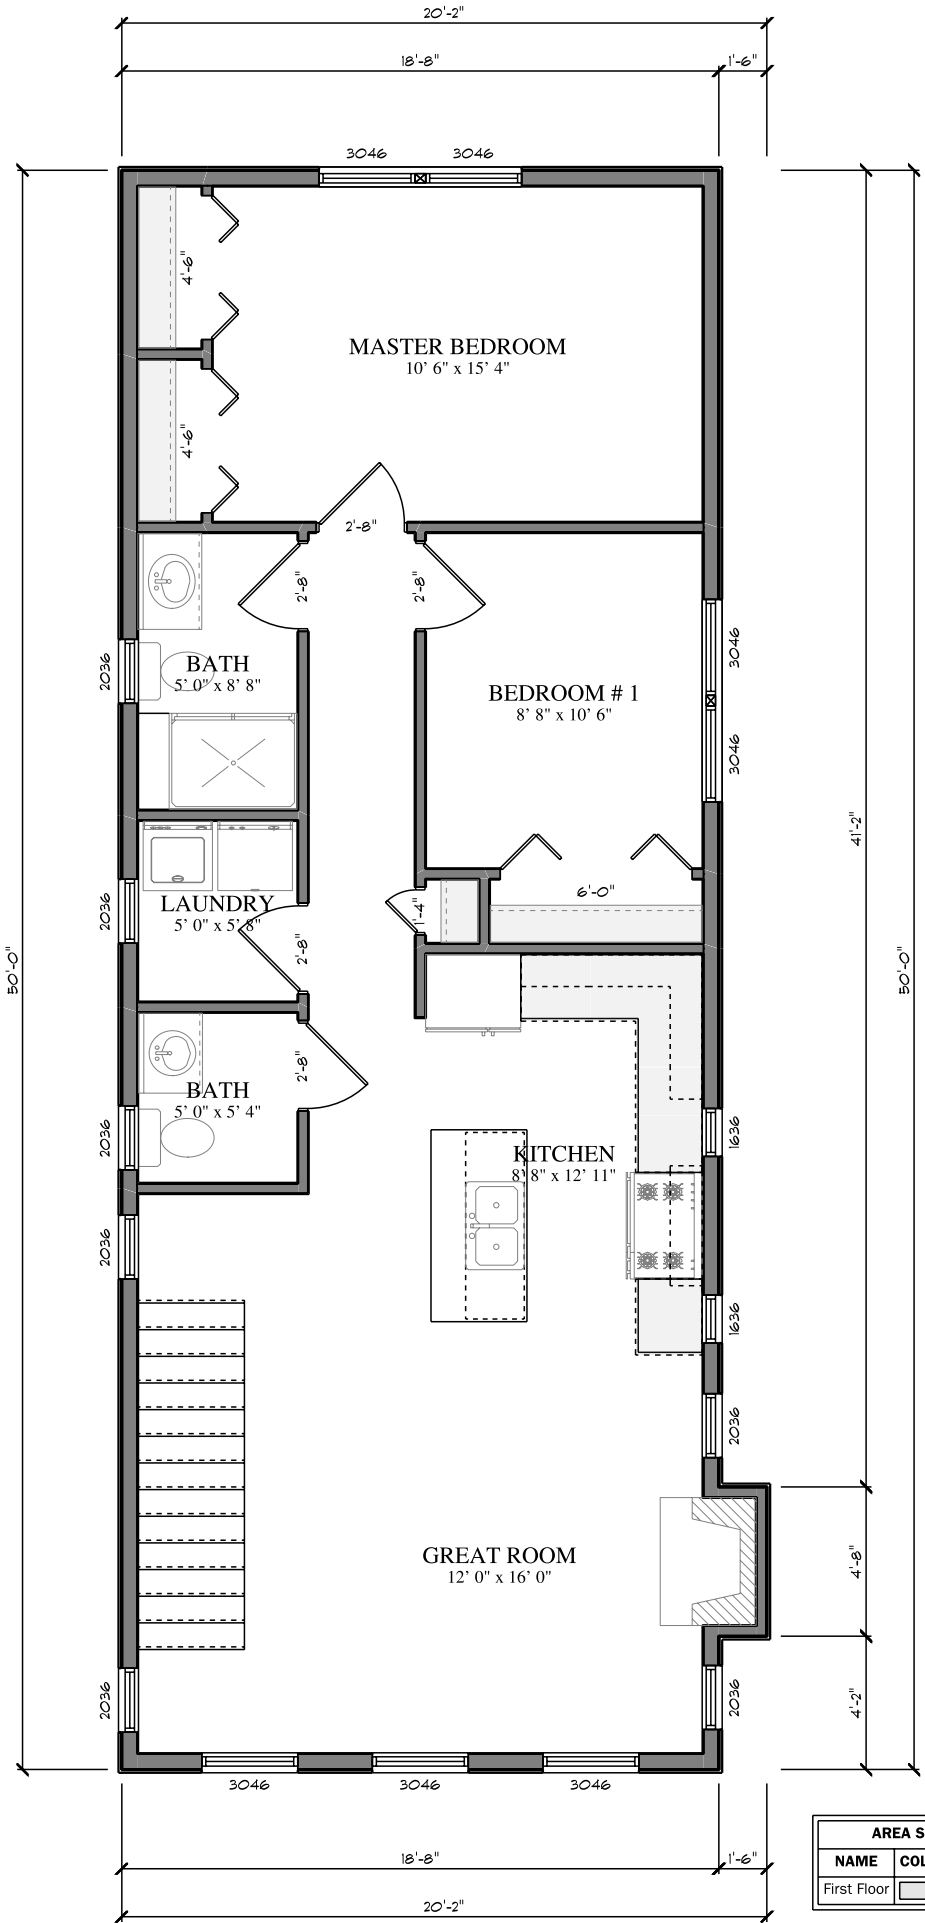 20'-2"
18'-8"
1'-6"
3046
3046
4'-6"
MASTER BEDROOM
10' 6" x 15' 4"
4'-6"
2'-8"
2'-8"
2'-8"
2036
BATH
5' 0" x 8' 8"
3046
BEDROOM # 1
8' 8" x 10' 6"
3046
41'-2"
6'-0"
2036
LAUNDRY
5' 0" x 5' 8"
1'-4"
2'-8"
50'-0"
50'-0"
2'-8"
BATH
5' 0" x 5' 4"
2036
1636
KITCHEN
8' 8" x 12' 11"
2036
1636
2036
GREAT ROOM
12' 0" x 16' 0"
4'-8"
2036
2036
4'-2"
3046
3046
3046
18'-8"
1'-6"
20'-2"
AREA S
NAME COL
First Floor